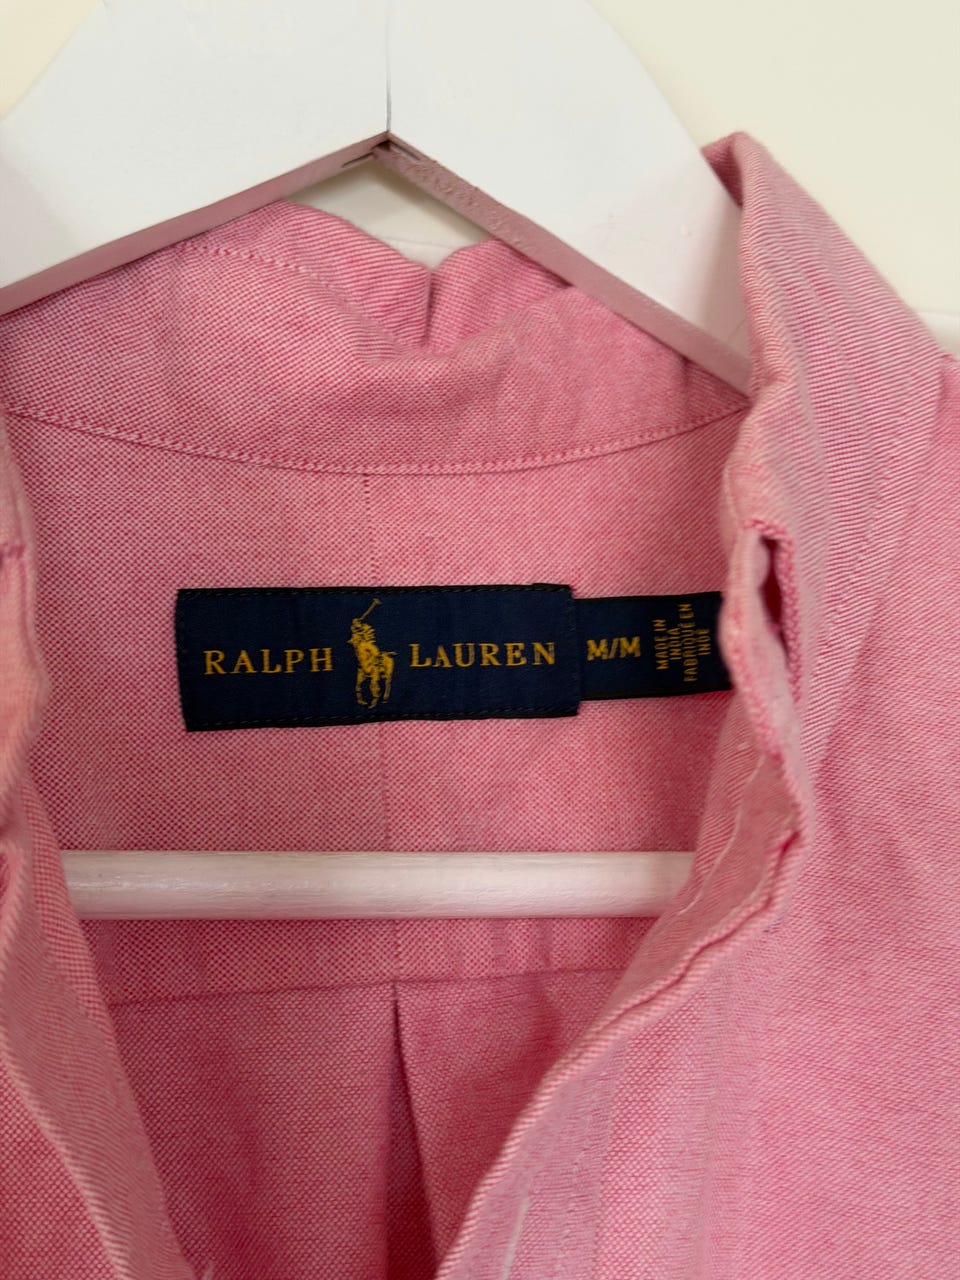 RALPH LAUREN
M/M
MADE IN
INDIA
FABRIQUÉ EN
INDE